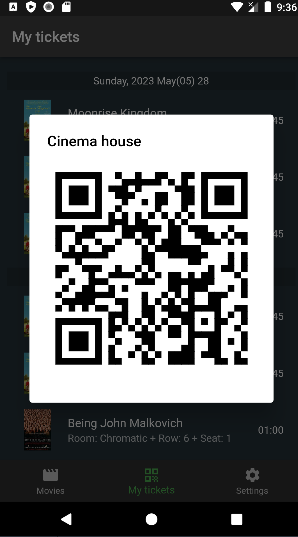 9:36
My tickets
Sunday, 2023 May(05) 28
Moonrise Kingdom
45
Cinema house
45
45
45
45
Being John Malkovich
Room: Chromatic + Row: 6 + Seat: 1
01:00
Movies
My tickets
Settings